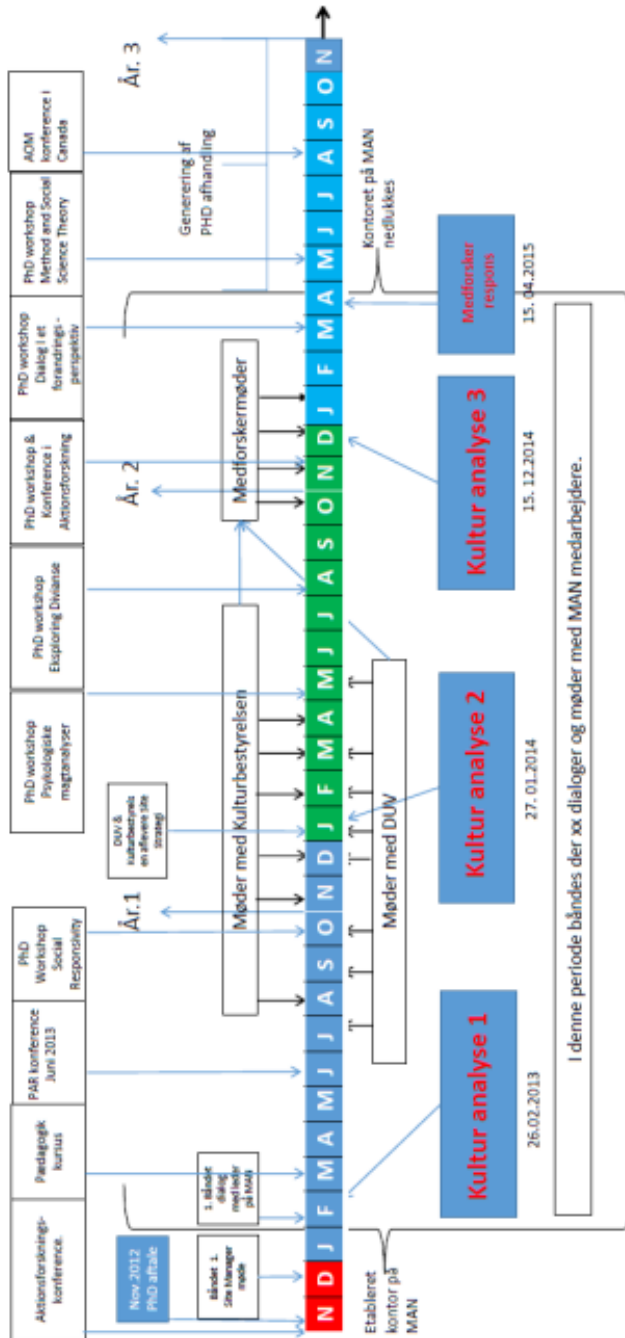 Aktionsforsknings-
konference.
Pædagogik
kursus
PAR konference
Juni 2013
PhD
Workshop
Social
Responsivity
PhD workshop
Psykologiske
magtanalyser
PhD workshop
Eksploring Divianse
PhD workshop &
Konference i
Aktionsforskning
PhD workshop
Dialog i et
forandrings -
perspektiv
PhD workshop
Method and Social
Science Theory
AOM
konference i
Canada
Nov.2012
PhD aftale
Båndet 1.
Site Manager
møde
1. Båndet
dialog
med leder
på MAN
År.1
DUV &
Kulturbestyrels
en aflevere site
strategi
Møder med Kulturbestyrelsen
År. 2
Medforskermøder
Generering af
PHD afhandling
År. 3
N D J F M A M J J A S O N D J F M A M J J A S O N D J F M A M J J A S O N
Etableret
kontor på
MAN
Møder med DUV
Kontoret på MAN
nedlukkes
Kultur analyse 1
26.02.2013
Kultur analyse 2
27. 01.2014
Kultur analyse 3
15.12.2014
Medforsker
respons
15. 04.2015
I denne periode båndes der xx dialoger og møder med MAN medarbejdere.